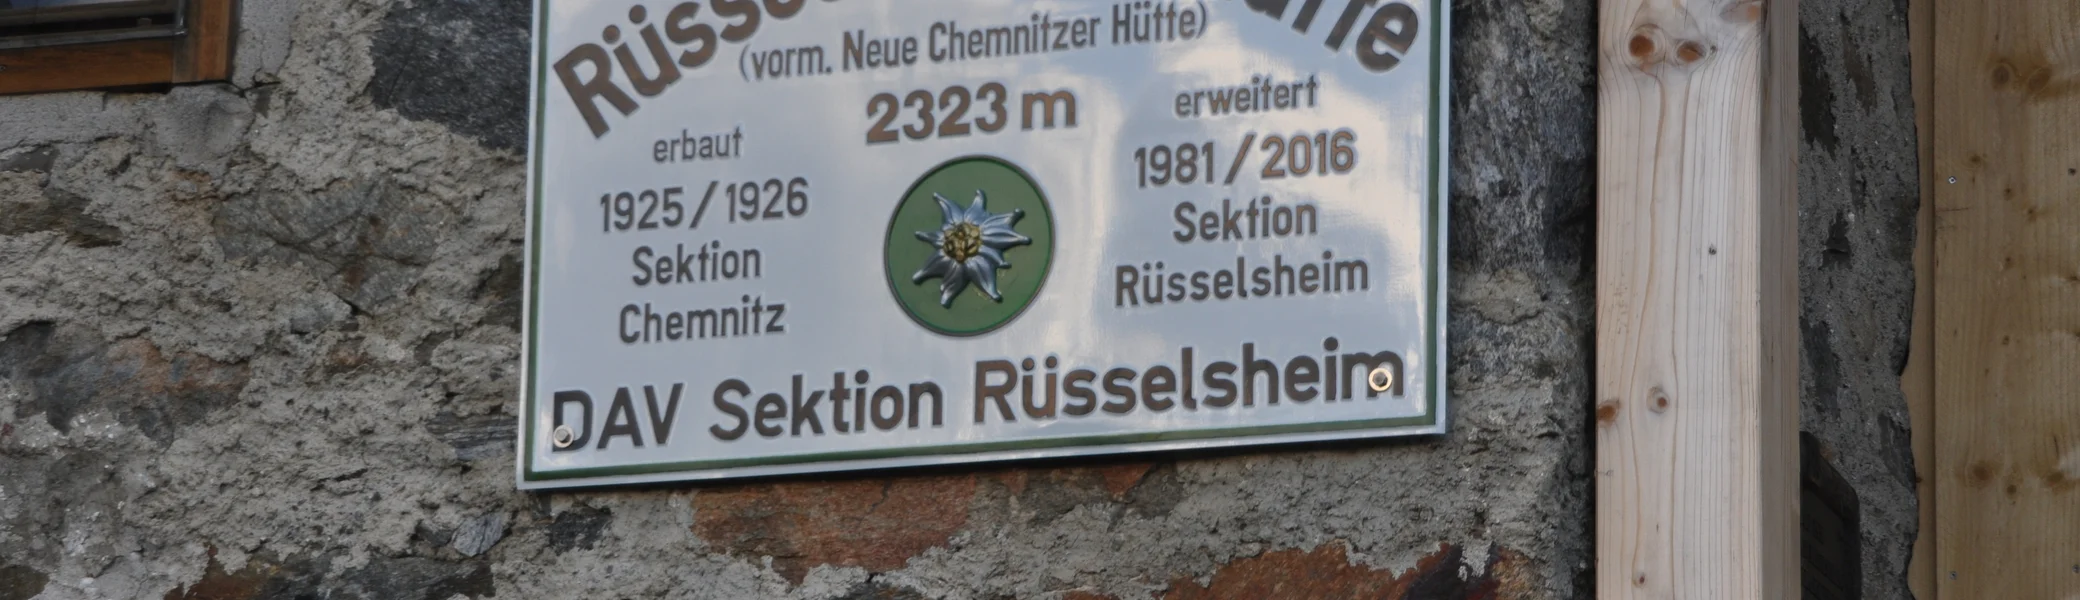 (vorm. Neue Chemnitzer Hütte)
2323 m
erbaut
1925/1926
Sektion
Chemnitz
erweitert
1981/2016
Sektion
Rüsselsheim
DAV Sektion Rüsselsheim